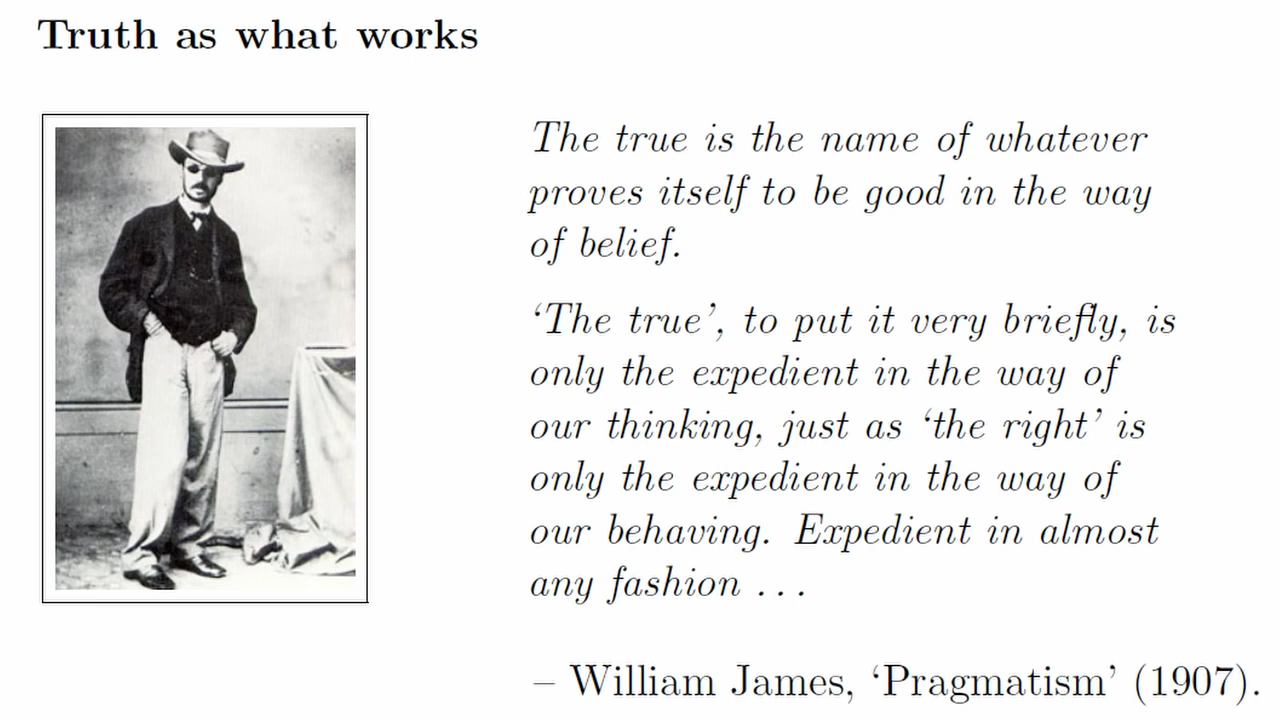 Truth as what works
The true is the name of whatever
proves itself to be good in the way
of belief.
‘The true’, to put it very briefly, is
only the expedient in the way of
our thinking, just as ‘the right’ is
only the expedient in the way of
our behaving. Expedient in almost
any fashion . . .
– William James, ‘Pragmatism’ (1907).